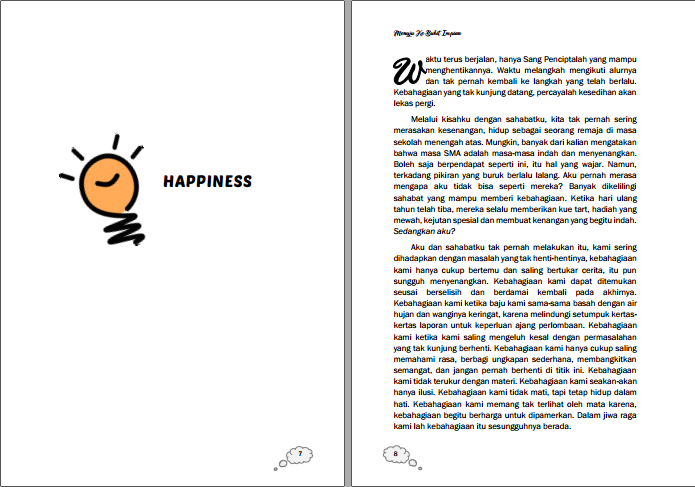 HAPPINESS
7
Menuju Ke Bukit Impian
Waktu terus berjalan, hanya Sang Penciptalah yang mampu
menghentikannya. Waktu melangkah mengikuti alurnya
dan tak pernah kembali ke langkah yang telah berlalu.
Kebahagiaan yang tak kunjung datang, percayalah kesedihan akan
lekas pergi.
Melalui kisahku dengan sahabatku, kita tak pernah sering
merasakan kesenangan, hidup sebagai seorang remaja di masa
sekolah menengah atas. Mungkin, banyak dari kalian mengatakan
bahwa masa SMA adalah masa-masa indah dan menyenangkan.
Boleh saja berpendapat seperti ini, itu hal yang wajar. Namun,
terkadang pikiran yang buruk berlalu lalang. Aku pernah merasa
mengapa aku tidak bisa seperti mereka? Banyak dikelilingi
sahabat yang mampu memberi kebahagiaan. Ketika hari ulang
tahun telah tiba, mereka selalu memberikan kue tart, hadiah yang
mewah, kejutan spesial dan membuat kenangan yang begitu indah.
Sedangkan aku?
Aku dan sahabatku tak pernah melakukan itu, kami sering
dihadapkan dengan masalah yang tak henti-hentinya, kebahagiaan
kami hanya cukup bertemu dan saling bertukar cerita, itu pun
sungguh menyenangkan. Kebahagiaan kami dapat ditemukan
seusai berselisih dan berdamai kembali pada akhirnya.
Kebahagiaan kami ketika baju kami sama-sama basah dengan air
hujan dan wanginya keringat, karena melindungi setumpuk kertas-
kertas laporan untuk keperluan ajang perlombaan. Kebahagiaan
kami ketika kami saling mengeluh kesal dengan permasalahan
yang tak kunjung berhenti. Kebahagiaan kami hanya cukup saling
memahami rasa, berbagi ungkapan sederhana, membangkitkan
semangat, dan jangan pernah berhenti di titik ini. Kebahagiaan
kami tidak terukur dengan materi. Kebahagiaan kami seakan-akan
hanya ilusi. Kebahagiaan kami tidak mati, tapi tetap hidup dalam
hati. Kebahagiaan kami memang tak terlihat oleh mata karena,
kebahagiaan begitu berharga untuk dipamerkan. Dalam jiwa raga
kami lah kebahagiaan itu sesungguhnya berada.
8